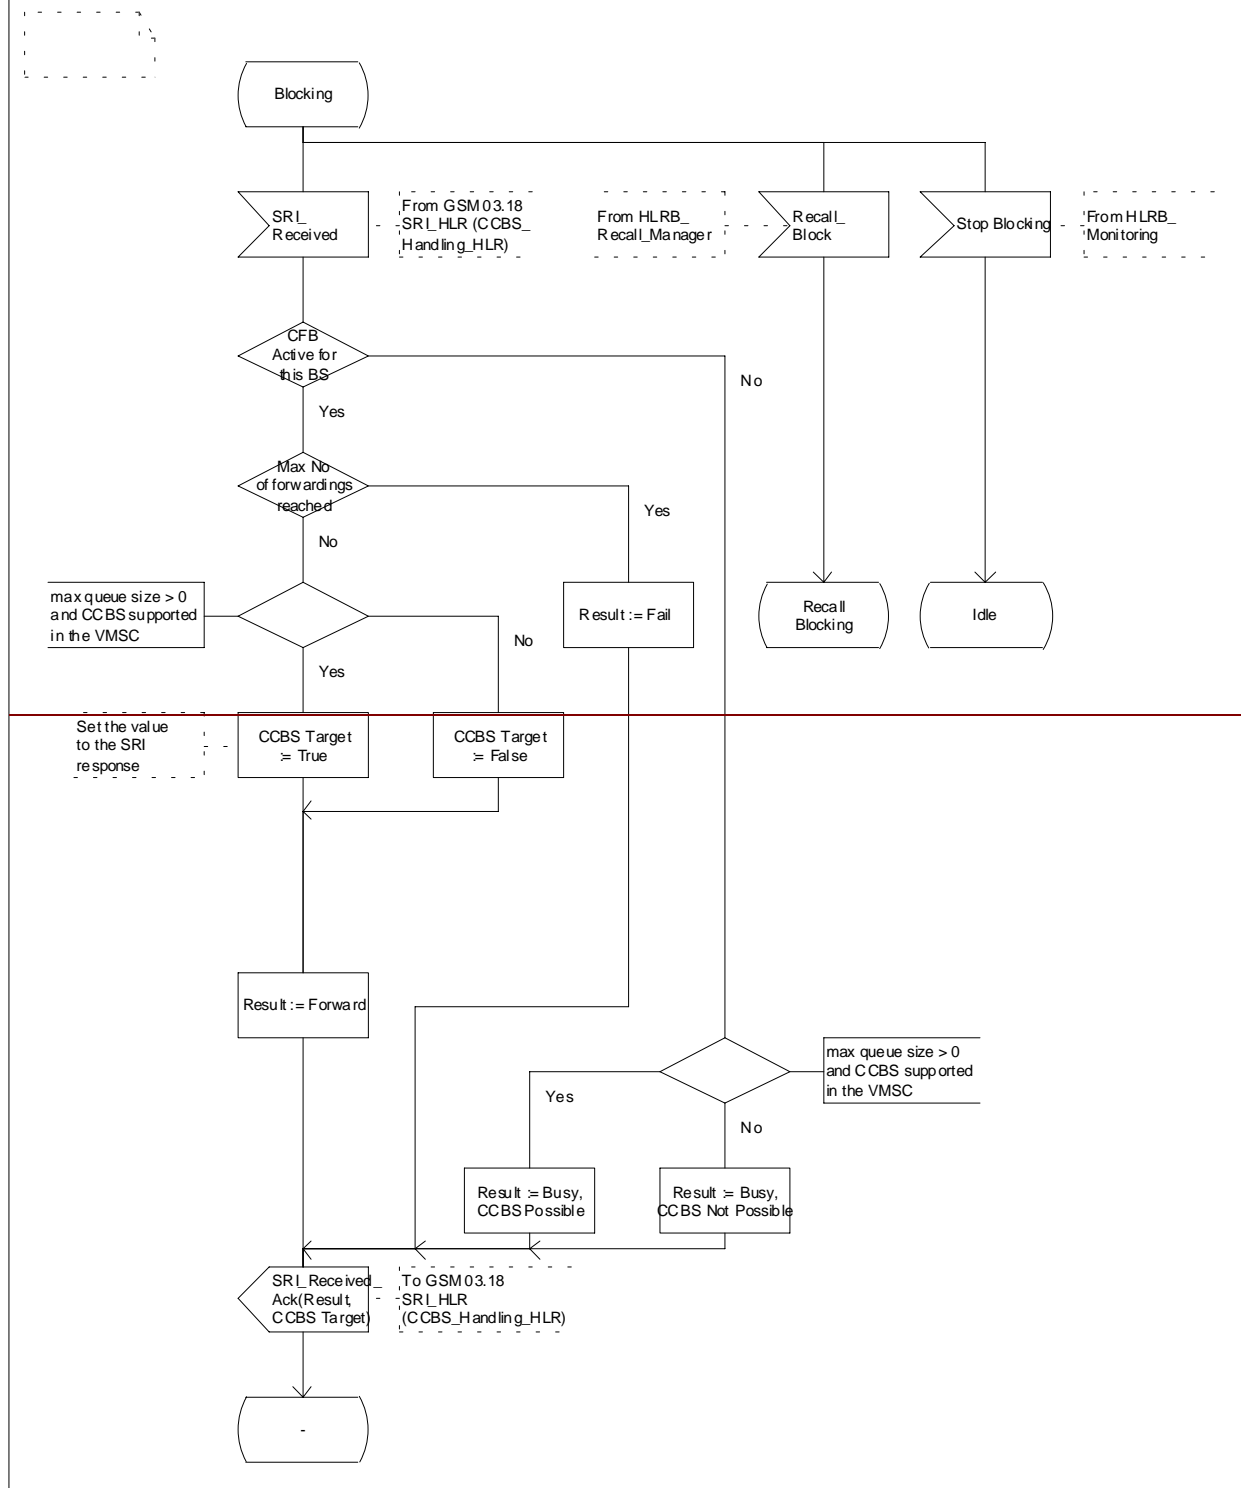 Blocking
SRI_
Received
From GSM 03.18
SRI_HLR (CCBS_
Handling_HLR)
From HLRB_
Recall_Manager
Recall_
Block
Stop Blocking
From HLRB_
Monitoring
CFB
Active for
this BS
No
Yes
Max No
of forwardings
reached
Yes
No
max queue size > 0
and CCBS supported
in the VMSC
Result := Fail
Recall
Blocking
Idle
No
Yes
Set the value
to the SRI
response
CCBS Target
:= True
CCBS Target
:= False
Result := Forward
max queue size > 0
and CCBS supported
in the VMSC
Yes
No
Result := Busy,
CCBS Possible
Result := Busy,
CCBS Not Possible
SRI_Received_
Ack(Result,
CCBS Target)
To GSM 03.18
SRI_HLR
(CCBS_Handling_HLR)
-